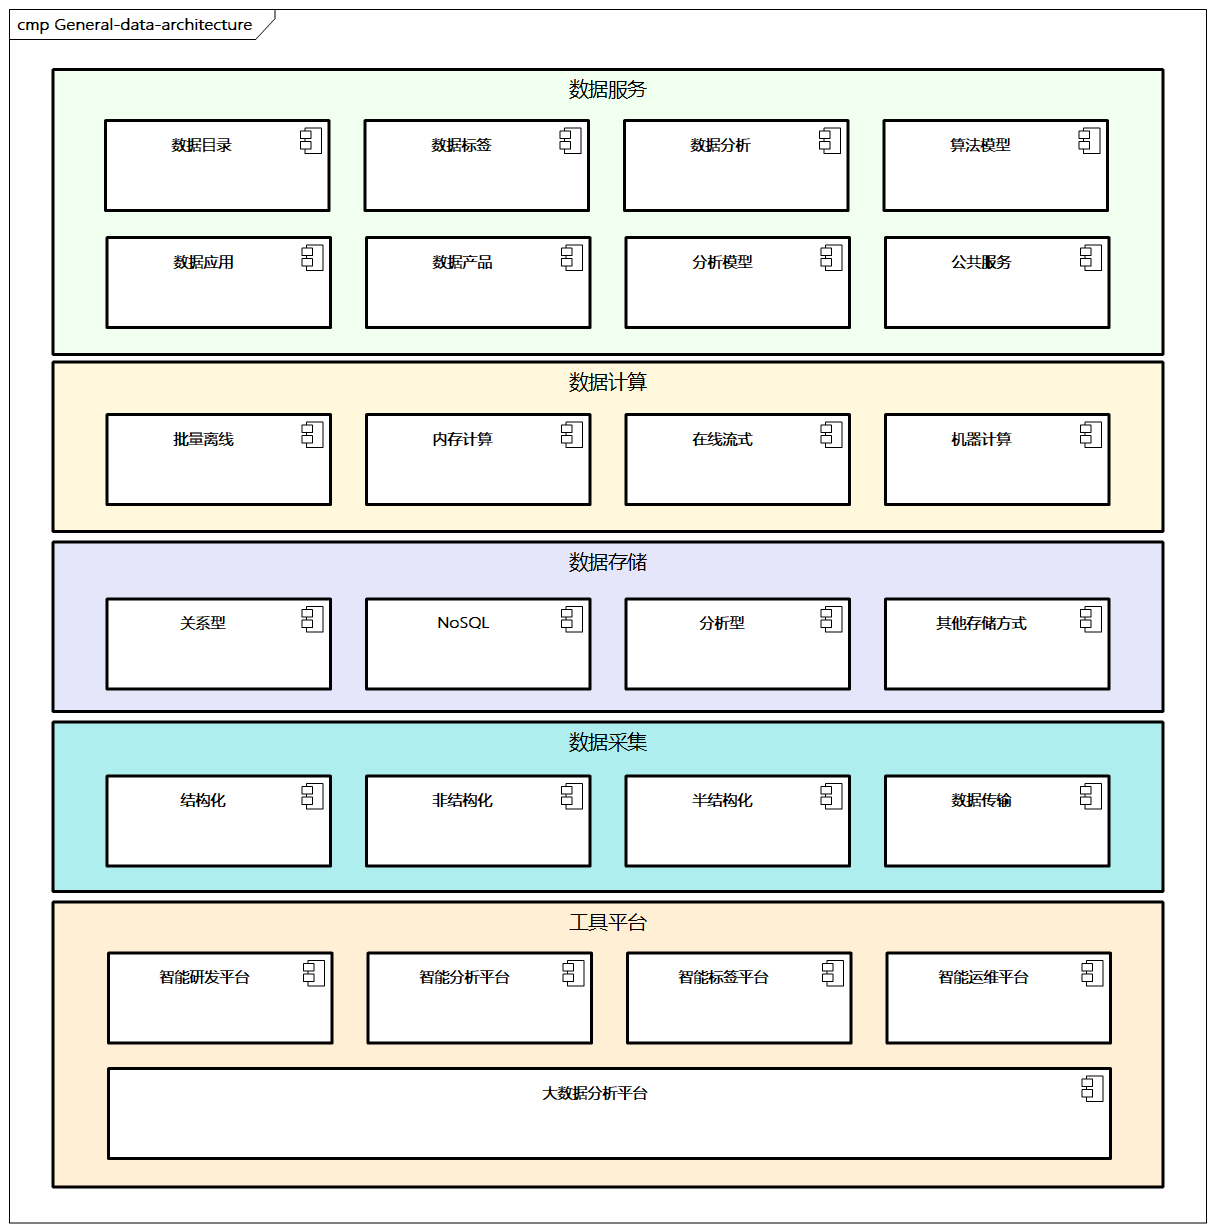 cmp General-data-architecture
数据服务
数据目录
数据标签
数据分析
算法模型
数据应用
数据产品
分析模型
公共服务
数据计算
批量离线
内存计算
在线流式
机器计算
数据存储
关系型
NoSQL
分析型
其他存储方式
数据采集
结构化
非结构化
半结构化
数据传输
工具平台
智能研发平台
智能分析平台
智能标签平台
智能运维平台
大数据分析平台